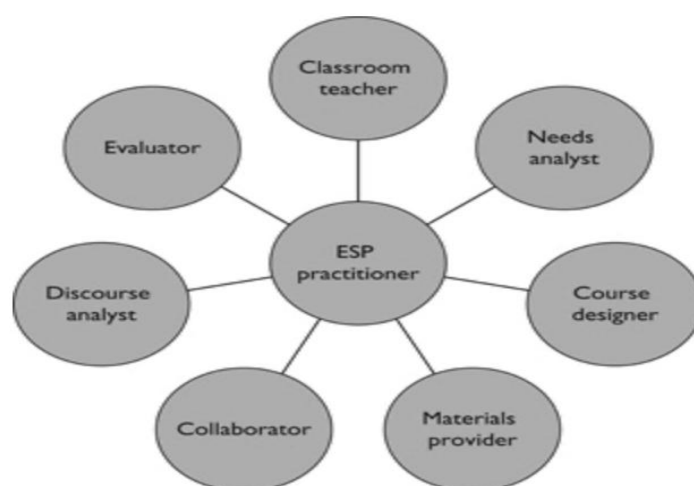 Classroom
teacher
Evaluator
Needs
analyst
ESP
practitioner
Discourse
analyst
Course
designer
Collaborator
Materials
provider